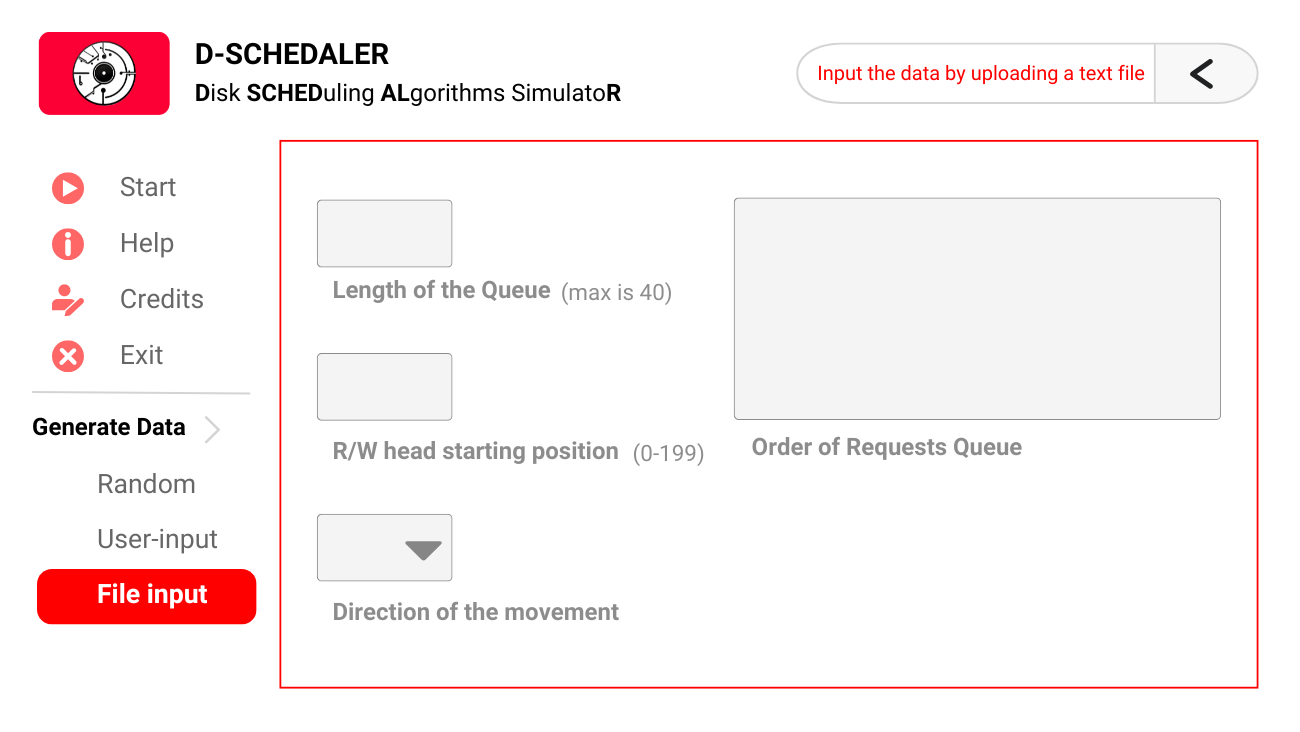 D-SCHEDALER
Disk SCHEDuling ALgorithms SimulatoR
Input the data by uploading a text file
Start
Help
Credits
Exit
Generate Data
Random
User-input
File input
Length of the Queue (max is 40)
R/W head starting position (0-199)
Direction of the movement
Order of Requests Queue